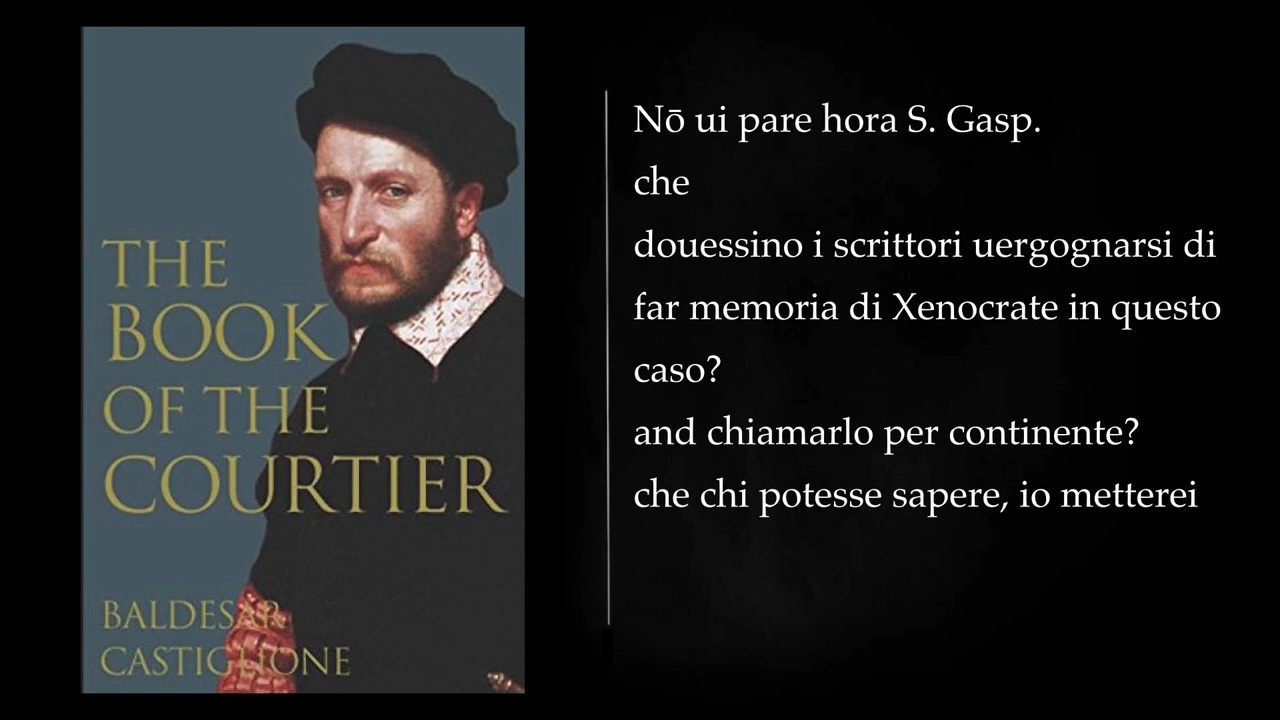 THE
BOOK
OF THE
COURTIER
BALDESAR
CASTIGLIONE
Nō ui pare hora S. Gasp.
che
douessino i scrittori uergognarsi di
far memoria di Xenocrate in questo
caso?
and chiamarlo per continente?
che chi potesse sapere, io metterei